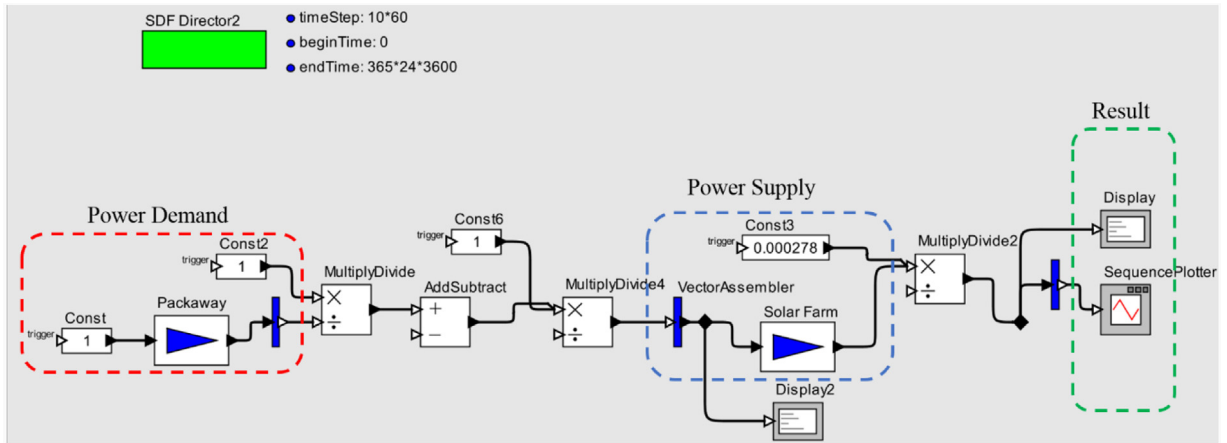 SDF Director2
timeStep: 10*60
beginTime: 0
endTime: 365*24*3600
Result
Power Supply
Power Demand
Display
Const6
trigger
1
Const3
trigger
0.000278
Const2
trigger
1
MultiplyDivide2
×
÷
MultiplyDivide
×
÷
AddSubtract
+
−
MultiplyDivide4
×
÷
VectorAssembler
SequencePlotter
Packaway
Solar Farm
Const
trigger
1
Display2